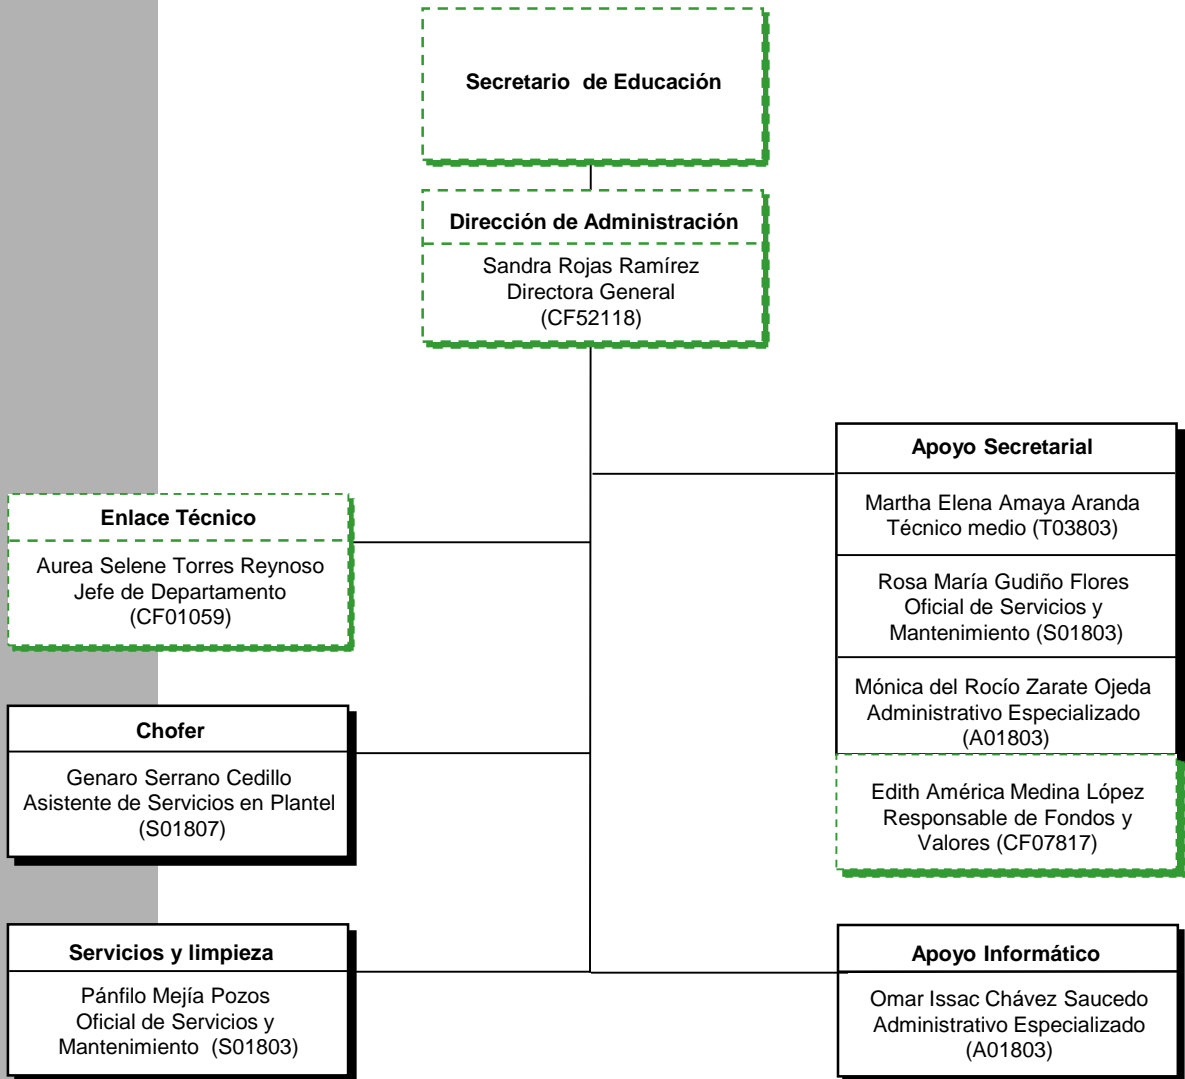 Secretario de Educación
Dirección de Administración
Sandra Rojas Ramírez
Directora General
(CF52118)
Apoyo Secretarial
Martha Elena Amaya Aranda
Técnico medio (T03803)
Rosa María Gudiño Flores
Oficial de Servicios y
Mantenimiento (S01803)
Mónica del Rocío Zarate Ojeda
Administrativo Especializado
(A01803)
Edith América Medina López
Responsable de Fondos y
Valores (CF07817)
Enlace Técnico
Aurea Selene Torres Reynoso
Jefe de Departamento
(CF01059)
Chofer
Genaro Serrano Cedillo
Asistente de Servicios en Plantel
(S01807)
Servicios y limpieza
Pánfilo Mejía Pozos
Oficial de Servicios y
Mantenimiento (S01803)
Apoyo Informático
Omar Issac Chávez Saucedo
Administrativo Especializado
(A01803)